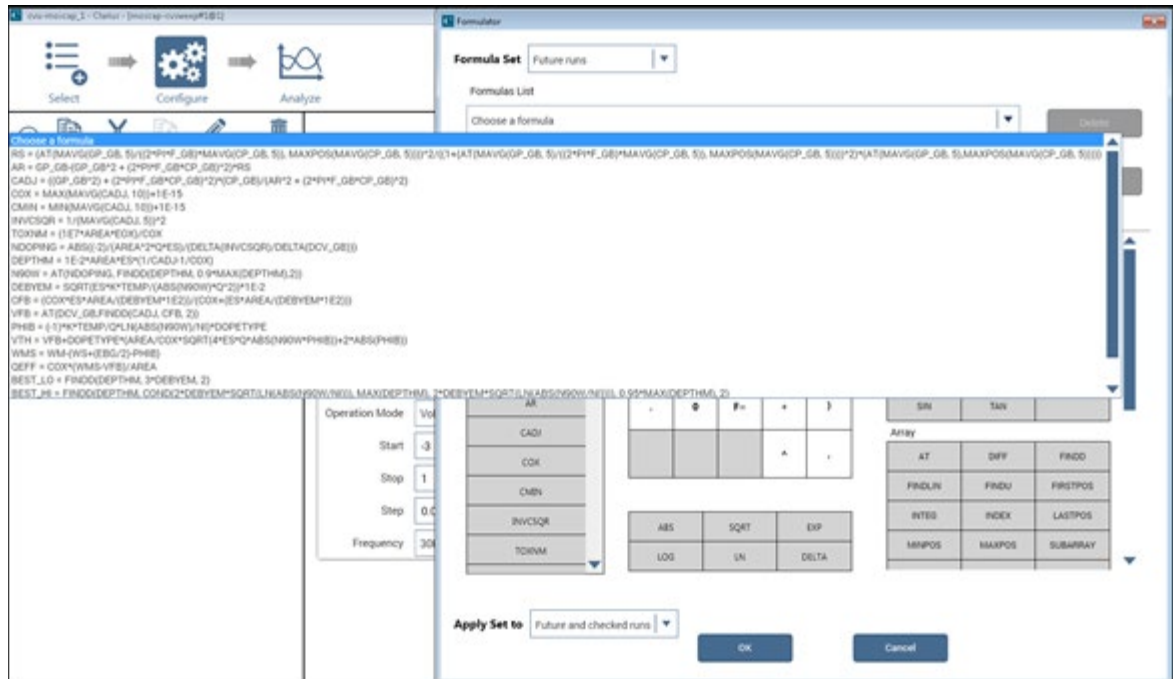 cvu-moscap_1 - Clarius - [moscap-cvsweep#1@1]
Formulator
Formula Set
Future runs
Select
Configure
Analyze
Formulas List
Choose a formula
Delete
Choose a formula
RS = (AT(MAVG(GP_GB, 5)/((2*PI*F_GB)*MAVG(CP_GB, 5)), MAXPOS(MAVG(CP_GB, 5))))^2/((1+(AT(MAVG(GP_GB, 5)/((2*PI*F_GB)*MAVG(CP_GB, 5)), MAXPOS(MAVG(CP_GB, 5))))^2)*(AT(MAVG(GP_GB, 5),MAXPOS(MAVG(CP_GB, 5)))))
AR = GP_GB-(GP_GB^2 + (2*PI*F_GB*CP_GB)^2)*RS
CADJ = ((GP_GB^2) + (2*PI*F_GB*CP_GB)^2)*(CP_GB)/(AR^2 + (2*PI*F_GB*CP_GB)^2)
COX = MAX(MAVG(CADJ, 10))+1E-15
CMIN = MIN(MAVG(CADJ, 10))+1E-15
INVCSQR = 1/(MAVG(CADJ, 5))^2
TOXNM = (1E7*AREA*EOX)/COX
NDOPING = ABS((-2)/(AREA^2*Q*ES)/(DELTA(INVCSQR)/DELTA(DCV_GB)))
DEPTHM = 1E-2*AREA*ES*(1/CADJ-1/COX)
N90W = AT(NDOPING, FINDD(DEPTHM, 0.9*MAX(DEPTHM),2))
DEBYEM = SQRT(ES*K*TEMP/(ABS(N90W)*Q^2))*1E-2
CFB = (COX*ES*AREA/(DEBYEM*1E2))/(COX+(ES*AREA/(DEBYEM*1E2)))
VFB = AT(DCV_GB,FINDD(CADJ, CFB, 2))
PHIB = (-1)*K*TEMP/Q*LN(ABS(N90W)/NI)*DOPETYPE
VTH = VFB+DOPETYPE*(AREA/COX*SQRT(4*ES*Q*ABS(N90W*PHIB))+2*ABS(PHIB))
WMS = WM-(WS+(EBG/2)-PHIB)
QEFF = COX*(WMS-VFB)/AREA
BEST_LO = FINDD(DEPTHM, 3*DEBYEM, 2)
BEST_HI = FINDD(DEPTHM, COND(2*DEBYEM*SQRT(LN(ABS(N90W/NI))), MAX(DEPTHM), 2*DEBYEM*SQRT(LN(ABS(N90W/NI))), 0.95*MAX(DEPTHM), 2)
Operation Mode
Start -3
Stop 1
Step
Frequency
AR
CADJ
COX
CMIN
INVCSQR
TOXNM
. 0 + )
^ ,
ABS SQRT EXP
LOG LN DELTA
SIN TAN
Array
AT DIFF FINDD
FINDLIN FINDU FIRSTPOS
INTEG INDEX LASTPOS
MINPOS MAXPOS SUBARRAY
Apply Set to
Future and checked runs
OK
Cancel